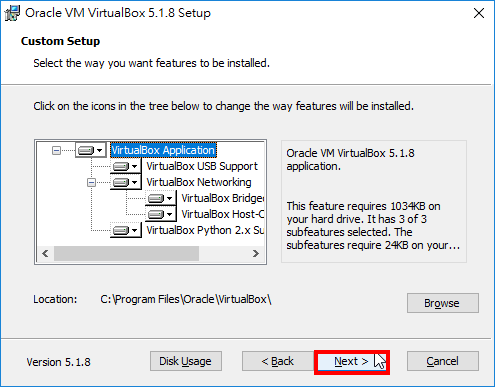 Oracle VM VirtualBox 5.1.8 Setup
Custom Setup
Select the way you want features to be installed.
Click on the icons in the tree below to change the way features will be installed.
VirtualBox Application
VirtualBox USB Support
VirtualBox Networking
VirtualBox Bridge
VirtualBox Host-
VirtualBox Python 2.x Su
Oracle VM VirtualBox 5.1.8
application.
This feature requires 1034KB on
your hard drive. It has 3 of 3
subfeatures selected. The
subfeatures require 24KB on your...
Location: C:\Program Files\Oracle\VirtualBox\
Browse
Version 5.1.8
Disk Usage
< Back
Next >
Cancel